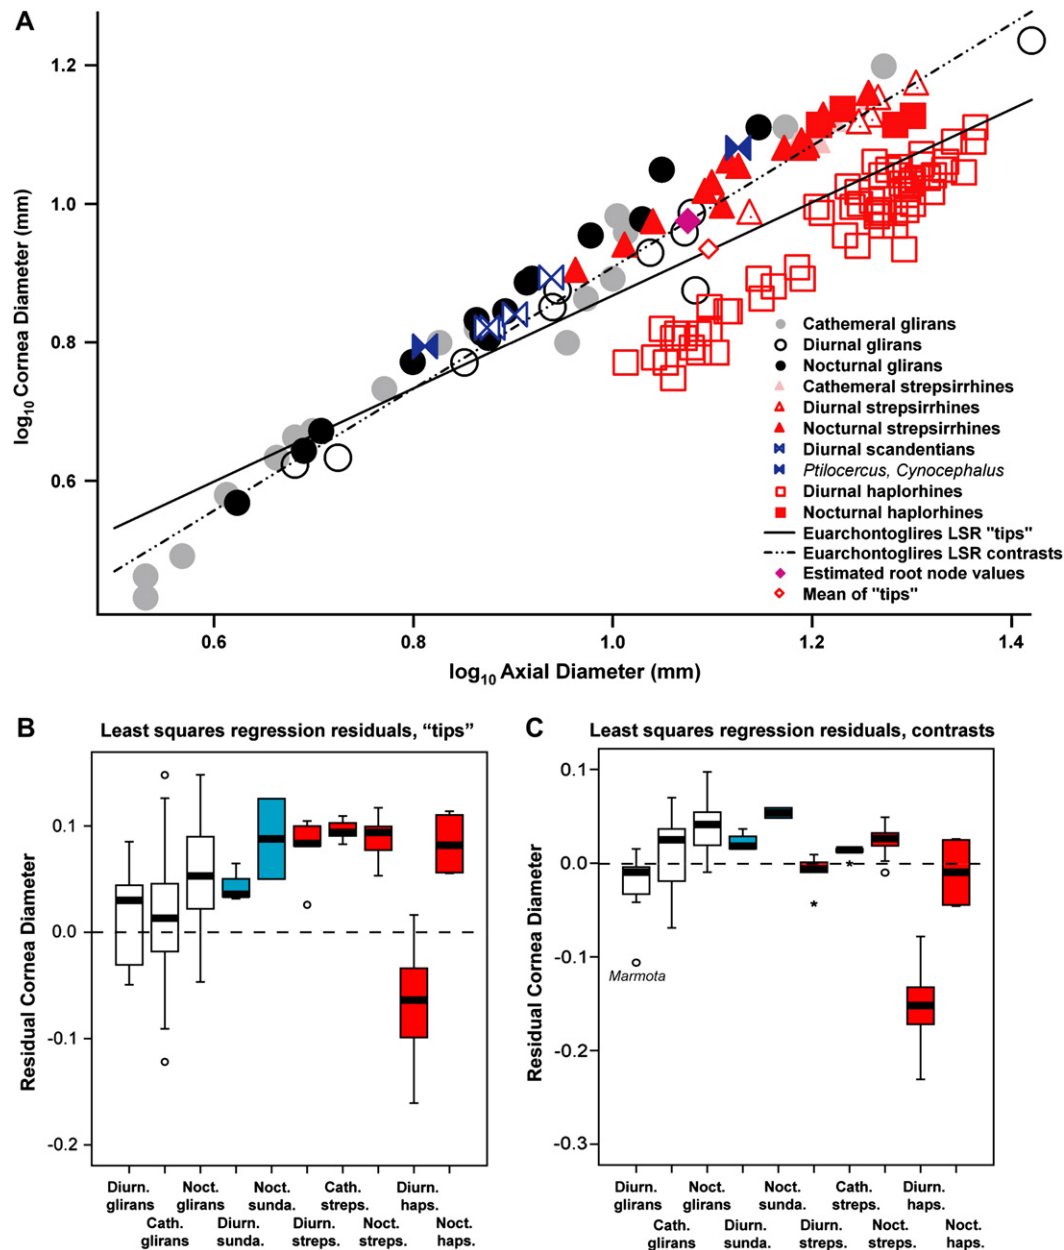 A
log10 Cornea Diameter (mm)
1.2
1.0
0.8
0.6
0.6
0.8
1.0
1.2
1.4
log10 Axial Diameter (mm)
Cathemeral glirans
Diurnal glirans
Nocturnal glirans
Cathemeral strepsirrhines
Diurnal strepsirrhines
Nocturnal strepsirrhines
Diurnal scandentians
Ptilocercus, Cynocephalus
Diurnal haplorhines
Nocturnal haplorhines
Euarchontoglires LSR "tips"
Euarchontoglires LSR contrasts
Estimated root node values
Mean of "tips"
B
Least squares regression residuals, “tips”
Residual Cornea Diameter
0.1
0.0
-0.1
-0.2
Diurn. glirans
Cath. glirans
Noct. glirans
Diurn. sunda.
Noct. sunda.
Diurn. streps.
Cath. streps.
Noct. streps.
Diurn. haps.
Noct. haps.
C
Least squares regression residuals, contrasts
Residual Cornea Diameter
0.1
0.0
-0.1
-0.2
-0.3
Marmota
Diurn. glirans
Cath. glirans
Noct. glirans
Diurn. sunda.
Noct. sunda.
Diurn. streps.
Cath. streps.
Noct. streps.
Diurn. haps.
Noct. haps.